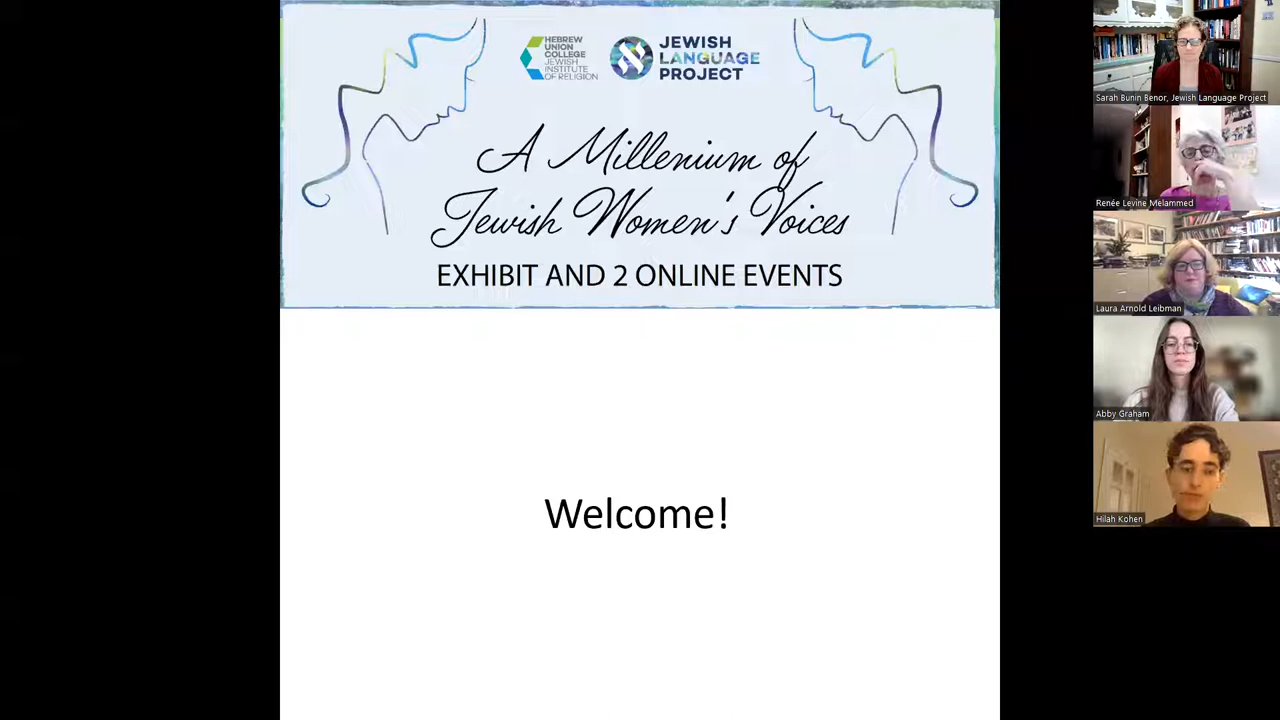 HEBREW
UNION
COLLEGE
JEWISH
INSTITUTE
OF RELIGION
JEWISH
LANGUAGE
PROJECT
A Millenium of
Jewish Women's Voices
EXHIBIT AND 2 ONLINE EVENTS
Welcome!
Sarah Bunin Benor, Jewish Language Project
Renée Levine Melammed
Laura Arnold Leibman
Abby Graham
Hilah Kohen